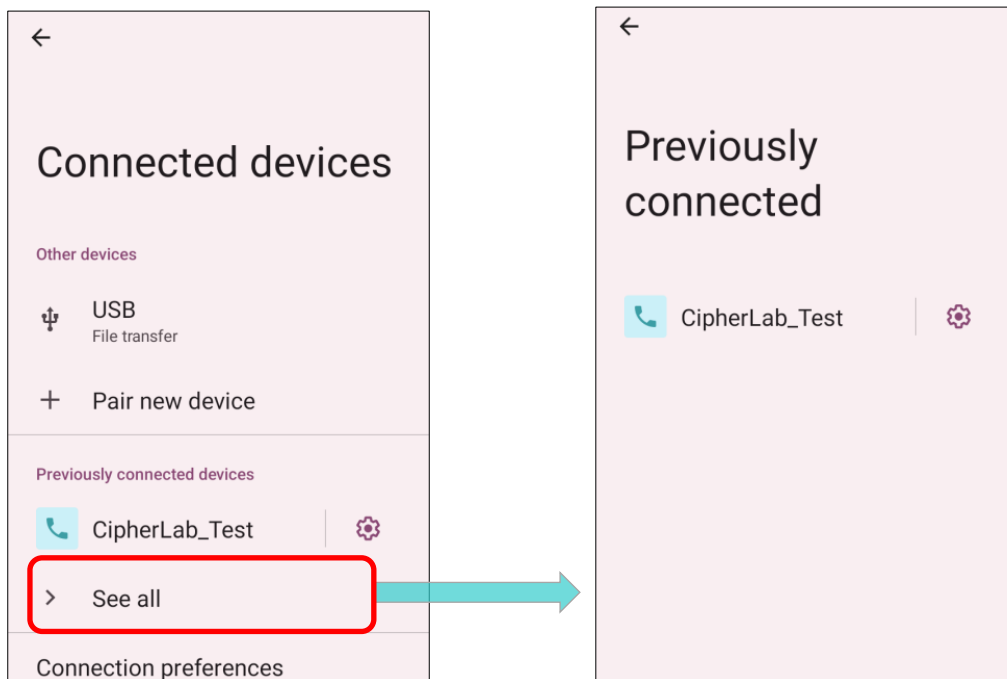 Connected devices
Other devices
USB
File transfer
Pair new device
Previously connected devices
CipherLab_Test
See all
Connection preferences
Previously
connected
CipherLab_Test